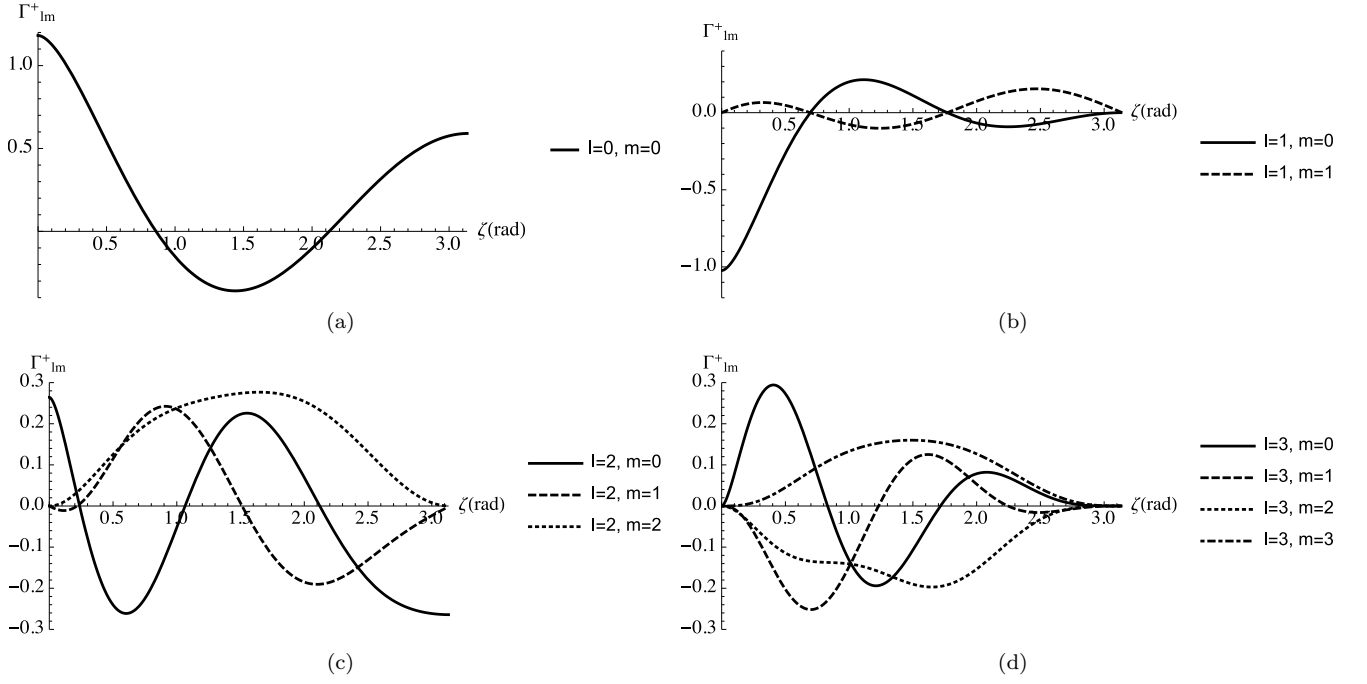 Γ⁺lm
1.0
0.5
0.5 1.0 1.5 2.0 2.5 3.0 ζ(rad)
l=0, m=0
(a)
Γ⁺lm
0.0
−0.5
−1.0
0.5 1.0 1.5 2.0 2.5 3.0 ζ(rad)
l=1, m=0
l=1, m=1
(b)
Γ⁺lm
0.3
0.2
0.1
0.0
−0.1
−0.2
−0.3
0.5 1.0 1.5 2.0 2.5 3.0 ζ(rad)
l=2, m=0
l=2, m=1
l=2, m=2
(c)
Γ⁺lm
0.3
0.2
0.1
0.0
−0.1
−0.2
−0.3
0.5 1.0 1.5 2.0 2.5 3.0 ζ(rad)
l=3, m=0
l=3, m=1
l=3, m=2
l=3, m=3
(d)